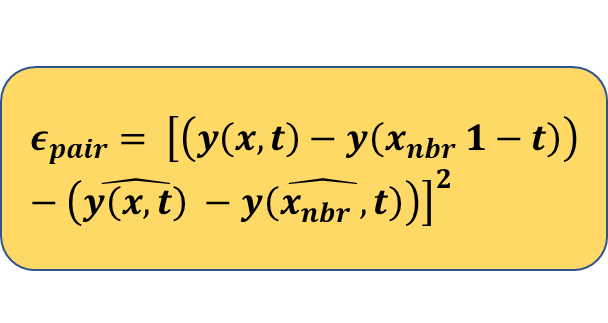 ϵ_pair = [(y(x, t) − y(x_nbr 1 − t))
− (y(x, t)^ − y(x_nbr , t)^)]^2